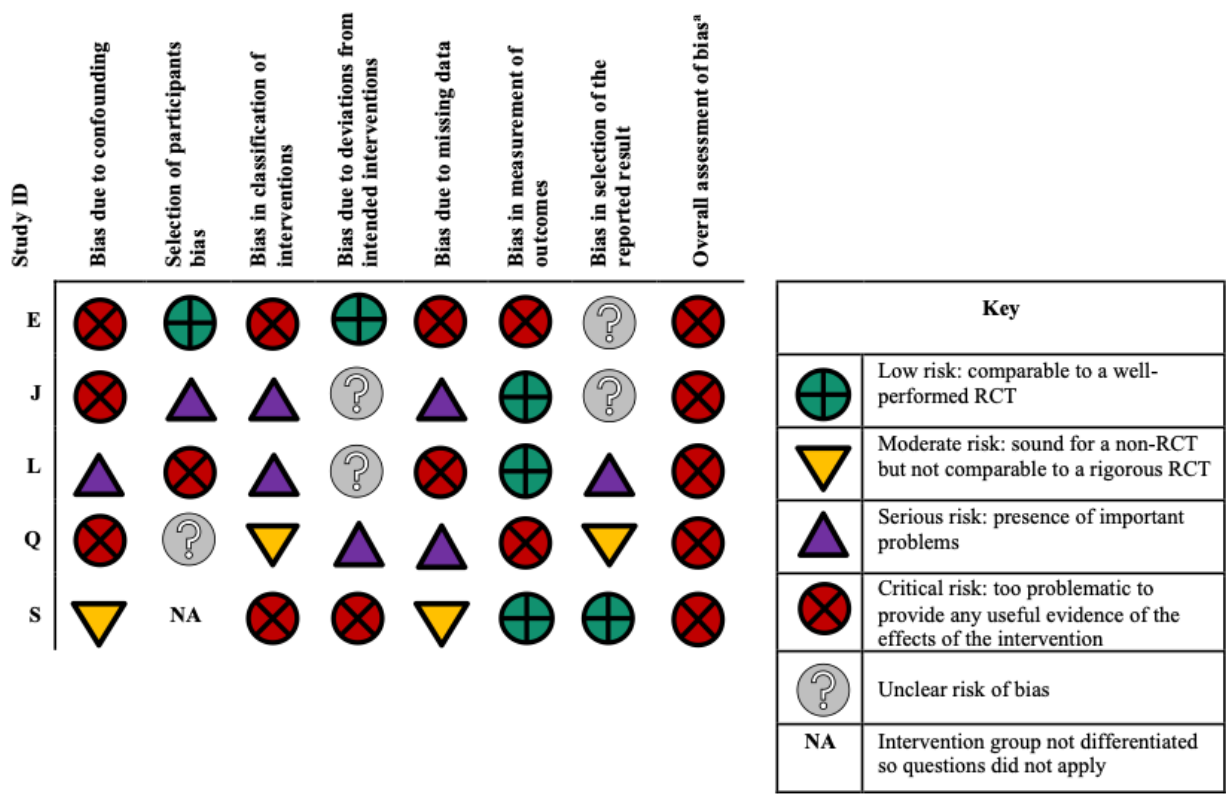 Study ID
Bias due to confounding
Selection of participants
bias
Bias in classification of
interventions
Bias due to deviations from
intended interventions
Bias due to missing data
Bias in measurement of
outcomes
Bias in selection of the
reported result
Overall assessment of biasᵃ
E
?
J
?
?
L
?
Q
?
S
NA
Key
Low risk: comparable to a well-
performed RCT
Moderate risk: sound for a non-RCT
but not comparable to a rigorous RCT
Serious risk: presence of important
problems
Critical risk: too problematic to
provide any useful evidence of the
effects of the intervention
?
Unclear risk of bias
NA
Intervention group not differentiated
so questions did not apply